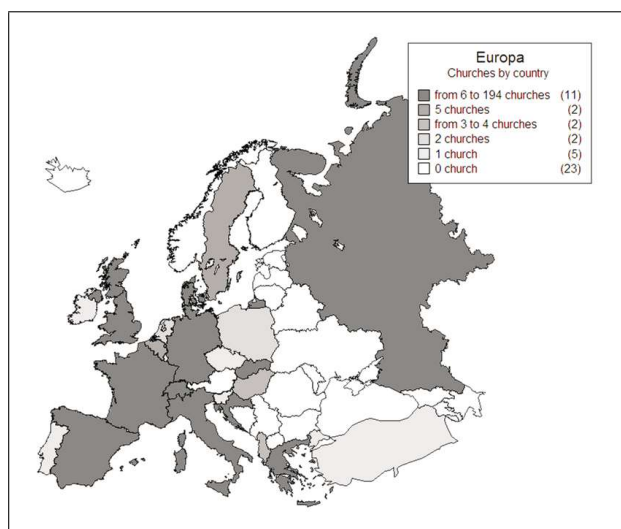 Europa
Churches by country
from 6 to 194 churches (11)
5 churches (2)
from 3 to 4 churches (2)
2 churches (2)
1 church (5)
0 church (23)